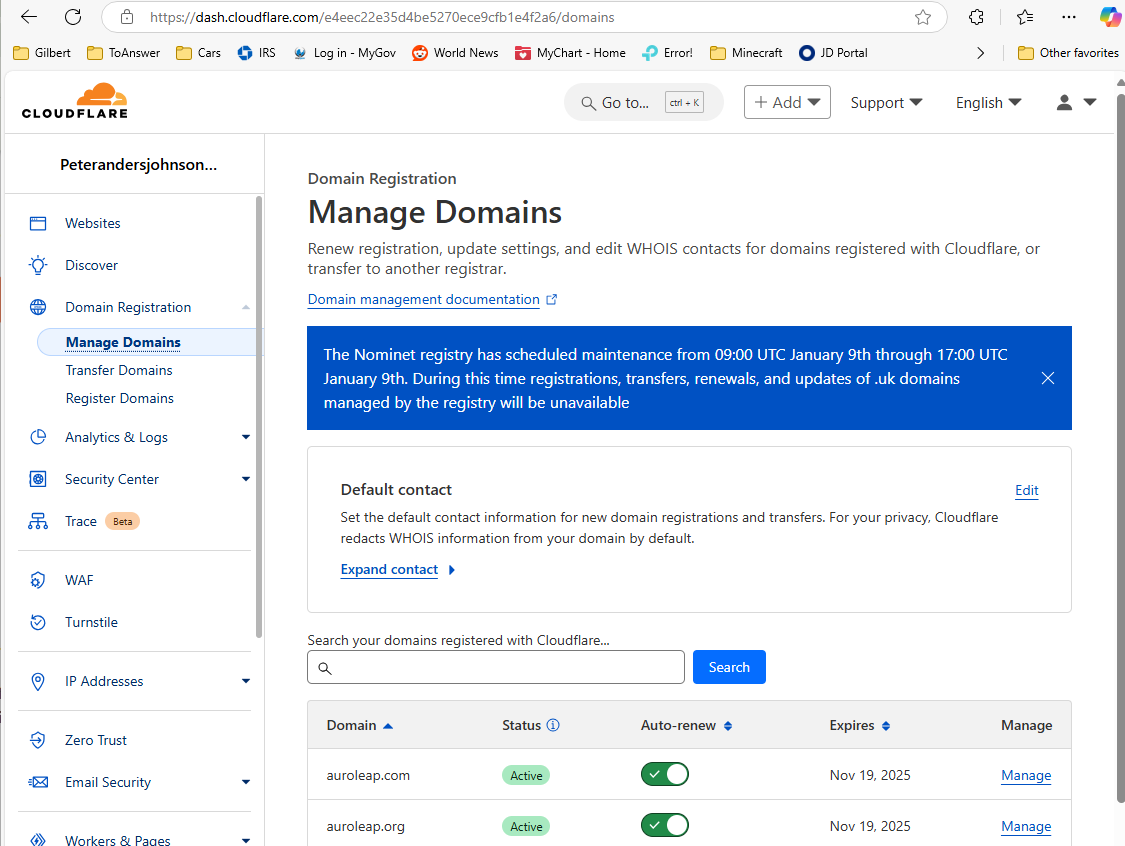 https://dash.cloudflare.com/e4eec22e35d4be5270ece9cfb1e4f2a6/domains
Gilbert ToAnswer Cars IRS Log in - MyGov World News MyChart - Home Error! Minecraft JD Portal Other favorites
CLOUDFLARE
Go to... ctrl + K
+ Add
Support
English
Peterandersjohnson...
Websites
Discover
Domain Registration
Manage Domains
Transfer Domains
Register Domains
Analytics & Logs
Security Center
Trace Beta
WAF
Turnstile
IP Addresses
Zero Trust
Email Security
Workers & Pages
Domain Registration
Manage Domains
Renew registration, update settings, and edit WHOIS contacts for domains registered with Cloudflare, or
transfer to another registrar.
Domain management documentation
The Nominet registry has scheduled maintenance from 09:00 UTC January 9th through 17:00 UTC
January 9th. During this time registrations, transfers, renewals, and updates of .uk domains
managed by the registry will be unavailable
Default contact
Edit
Set the default contact information for new domain registrations and transfers. For your privacy, Cloudflare
redacts WHOIS information from your domain by default.
Expand contact
Search your domains registered with Cloudflare...
Search
Domain Status Auto-renew Expires Manage
auroleap.com Active Nov 19, 2025 Manage
auroleap.org Active Nov 19, 2025 Manage